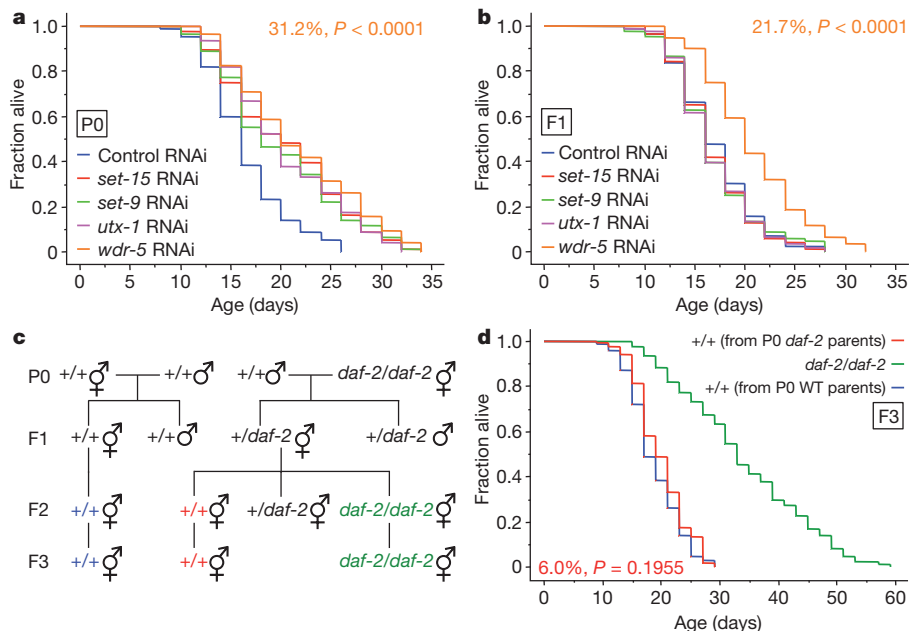 a
31.2%, P < 0.0001
Fraction alive
1.0
0.8
0.6
0.4
0.2
0
P0
Control RNAi
set-15 RNAi
set-9 RNAi
utx-1 RNAi
wdr-5 RNAi
0 5 10 15 20 25 30 35
Age (days)
b
21.7%, P < 0.0001
Fraction alive
1.0
0.8
0.6
0.4
0.2
0
F1
Control RNAi
set-15 RNAi
set-9 RNAi
utx-1 RNAi
wdr-5 RNAi
0 5 10 15 20 25 30 35
Age (days)
c
P0 +/+⚥ +/+♂ +/+♂ daf-2/daf-2⚥
F1 +/+⚥ +/+♂ +/daf-2⚥ +/daf-2♂
F2 +/+⚥ +/+⚥ +/daf-2⚥ daf-2/daf-2⚥
F3 +/+⚥ +/+⚥ daf-2/daf-2⚥
d
+/+ (from P0 daf-2 parents)
daf-2/daf-2
+/+ (from P0 WT parents)
F3
Fraction alive
1.0
0.8
0.6
0.4
0.2
0
6.0%, P = 0.1955
0 10 20 30 40 50 60
Age (days)